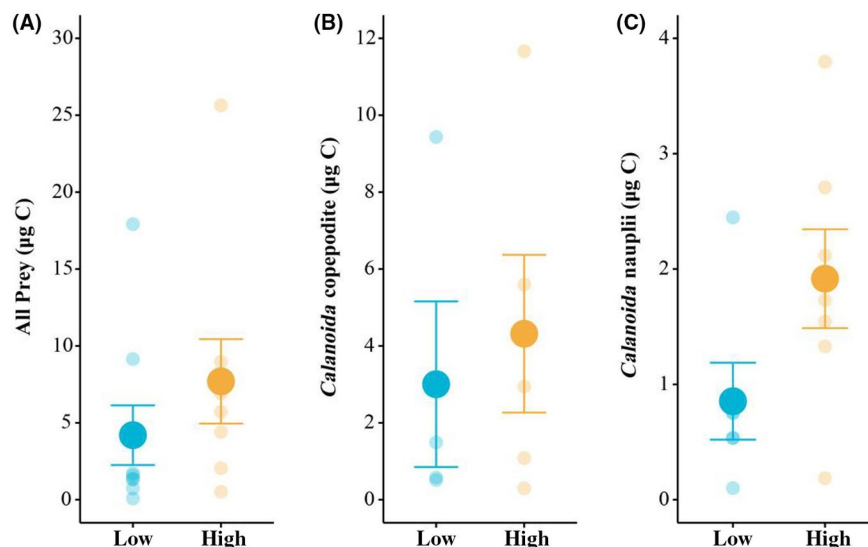 (A)
All Prey (µg C)
30
25
20
15
10
5
0
Low High
(B)
Calanoida copepodite (µg C)
12
10
8
6
4
2
0
Low High
(C)
Calanoida nauplii (µg C)
4
3
2
1
0
Low High